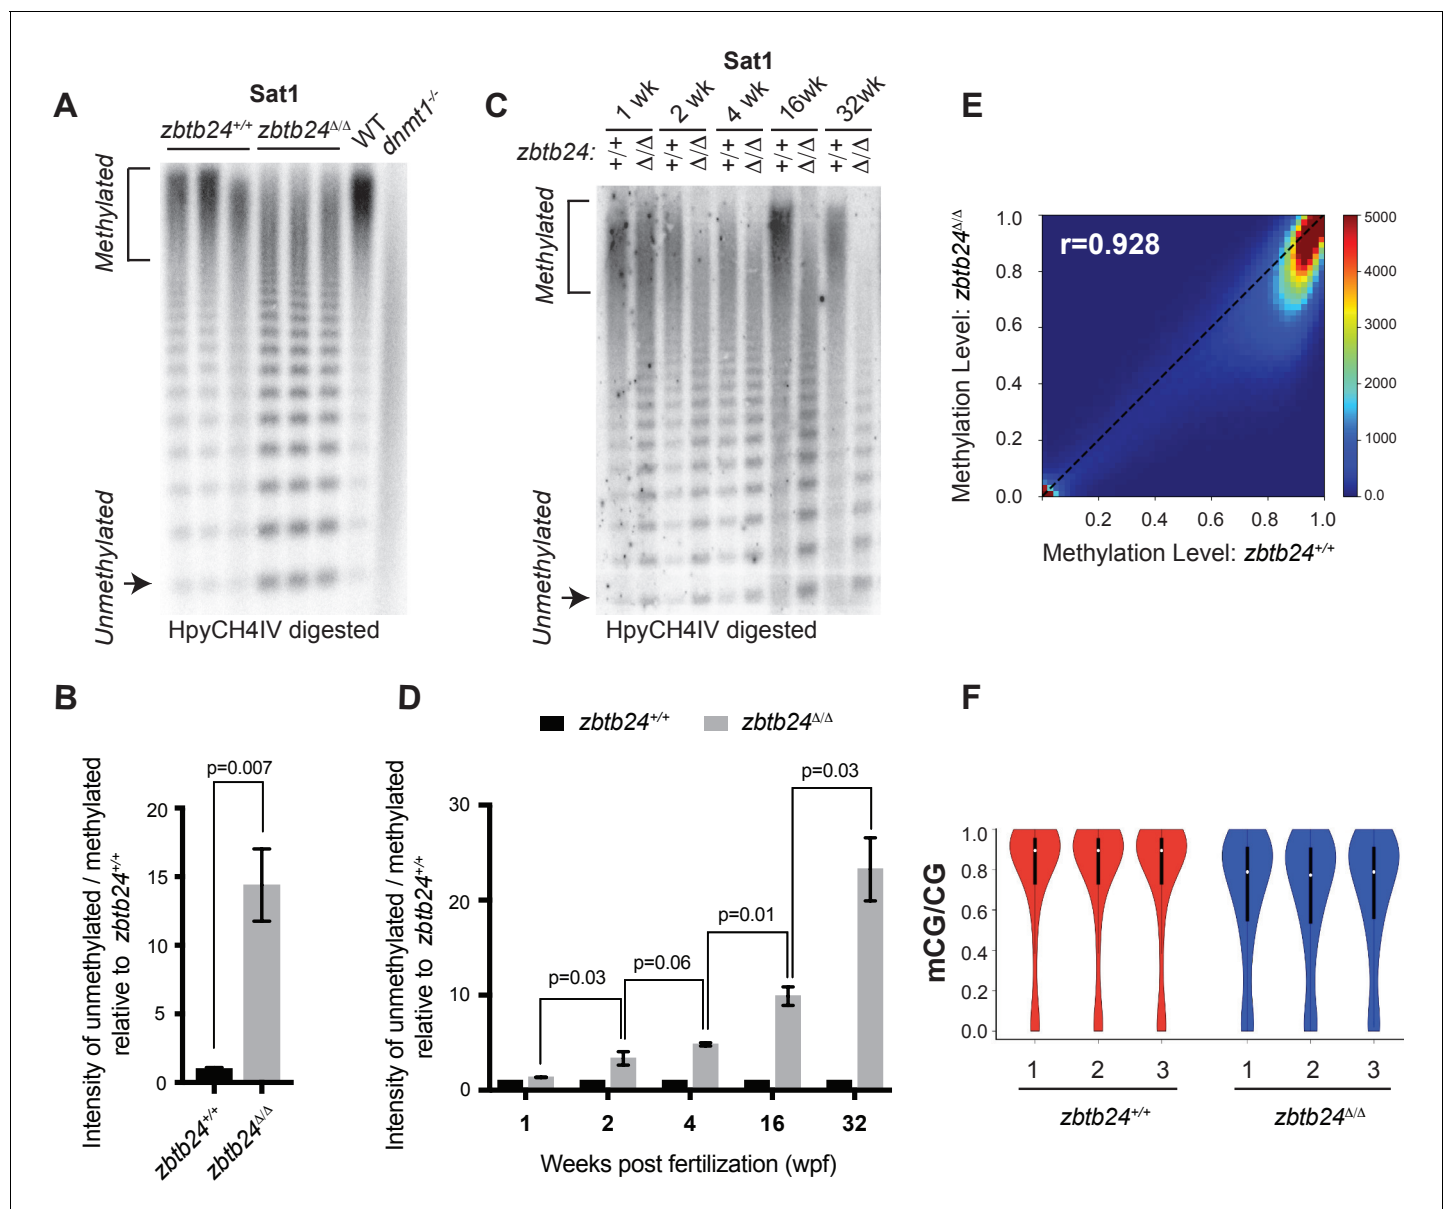 A
Sat1
zbtb24+/+ zbtb24Δ/Δ WT dnmt1-/-
Methylated
Unmethylated
HpyCH4IV digested
C
Sat1
1 wk 2 wk 4 wk 16wk 32wk
zbtb24: +/+ Δ/Δ +/+ Δ/Δ +/+ Δ/Δ +/+ Δ/Δ +/+ Δ/Δ
Methylated
Unmethylated
HpyCH4IV digested
E
Methylation Level: zbtb24Δ/Δ
1.0
0.8
0.6
0.4
0.2
0.0
r=0.928
0.2 0.4 0.6 0.8 1.0
Methylation Level: zbtb24+/+
5000
4000
3000
2000
1000
0.0
B
Intensity of unmethylated / methylated
relative to zbtb24+/+
20
15
10
5
0
p=0.007
zbtb24+/+
zbtb24Δ/Δ
D
zbtb24+/+ zbtb24Δ/Δ
Intensity of unmethylated / methylated
relative to zbtb24+/+
30
20
10
0
p=0.03
p=0.06
p=0.01
p=0.03
1 2 4 16 32
Weeks post fertilization (wpf)
F
mCG/CG
1.0
0.8
0.6
0.4
0.2
0.0
1 2 3 1 2 3
zbtb24+/+ zbtb24Δ/Δ